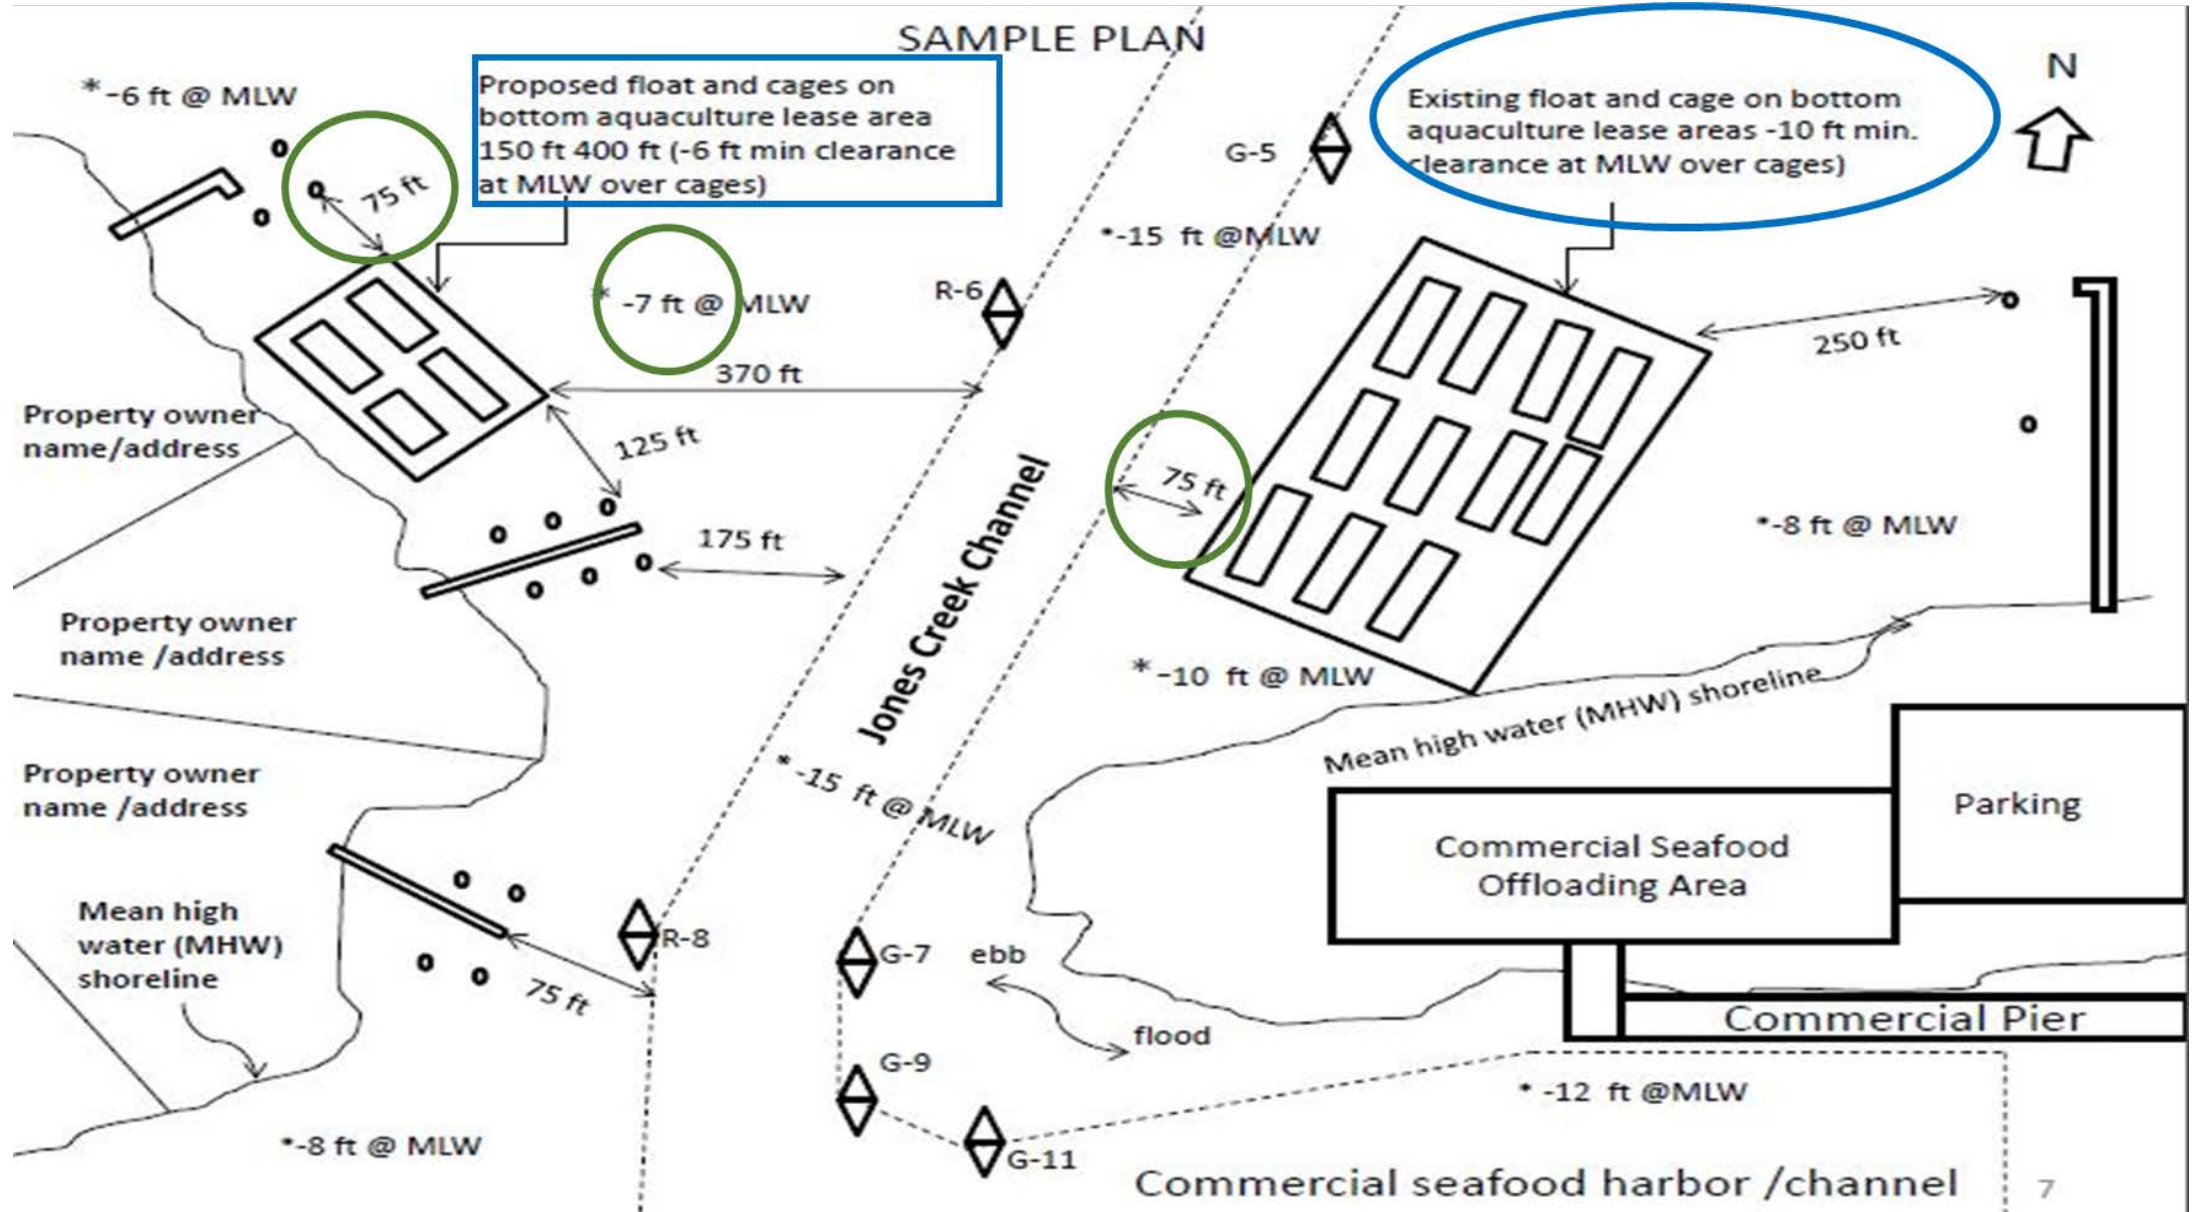 SAMPLE PLAN
*-6 ft @ MLW
Proposed float and cages on
bottom aquaculture lease area
150 ft 400 ft (-6 ft min clearance
at MLW over cages)
Existing float and cage on bottom
aquaculture lease areas -10 ft min.
clearance at MLW over cages)
N
G-5
75 ft
*-15 ft @MLW
R-6
* -7 ft @ MLW
250 ft
370 ft
Property owner
name/address
125 ft
75 ft
175 ft
*-8 ft @ MLW
Jones Creek Channel
Property owner
name /address
*-10 ft @ MLW
Mean high water (MHW) shoreline
Property owner
name /address
*-15 ft @ MLW
Parking
Commercial Seafood
Offloading Area
Mean high
water (MHW)
shoreline
R-8
G-7
ebb
75 ft
flood
Commercial Pier
G-9
* -12 ft @MLW
*-8 ft @ MLW
G-11
Commercial seafood harbor /channel
7